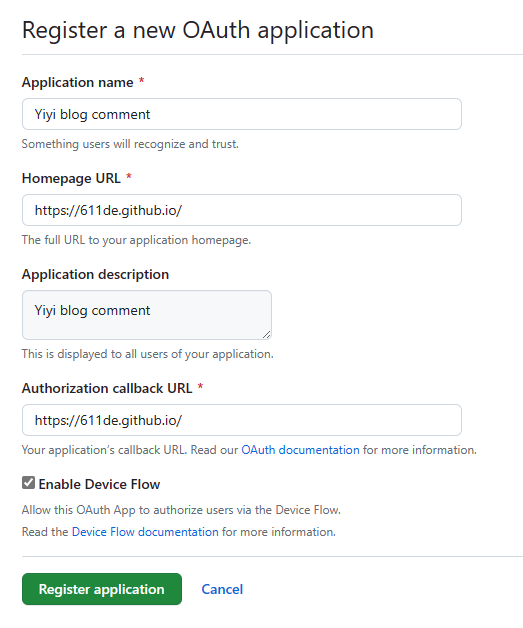 Register a new OAuth application
Application name *
Yiyi blog comment
Something users will recognize and trust.
Homepage URL *
https://611de.github.io/
The full URL to your application homepage.
Application description
Yiyi blog comment
This is displayed to all users of your application.
Authorization callback URL *
https://611de.github.io/
Your application's callback URL. Read our OAuth documentation for more information.
Enable Device Flow
Allow this OAuth App to authorize users via the Device Flow.
Read the Device Flow documentation for more information.
Register application Cancel